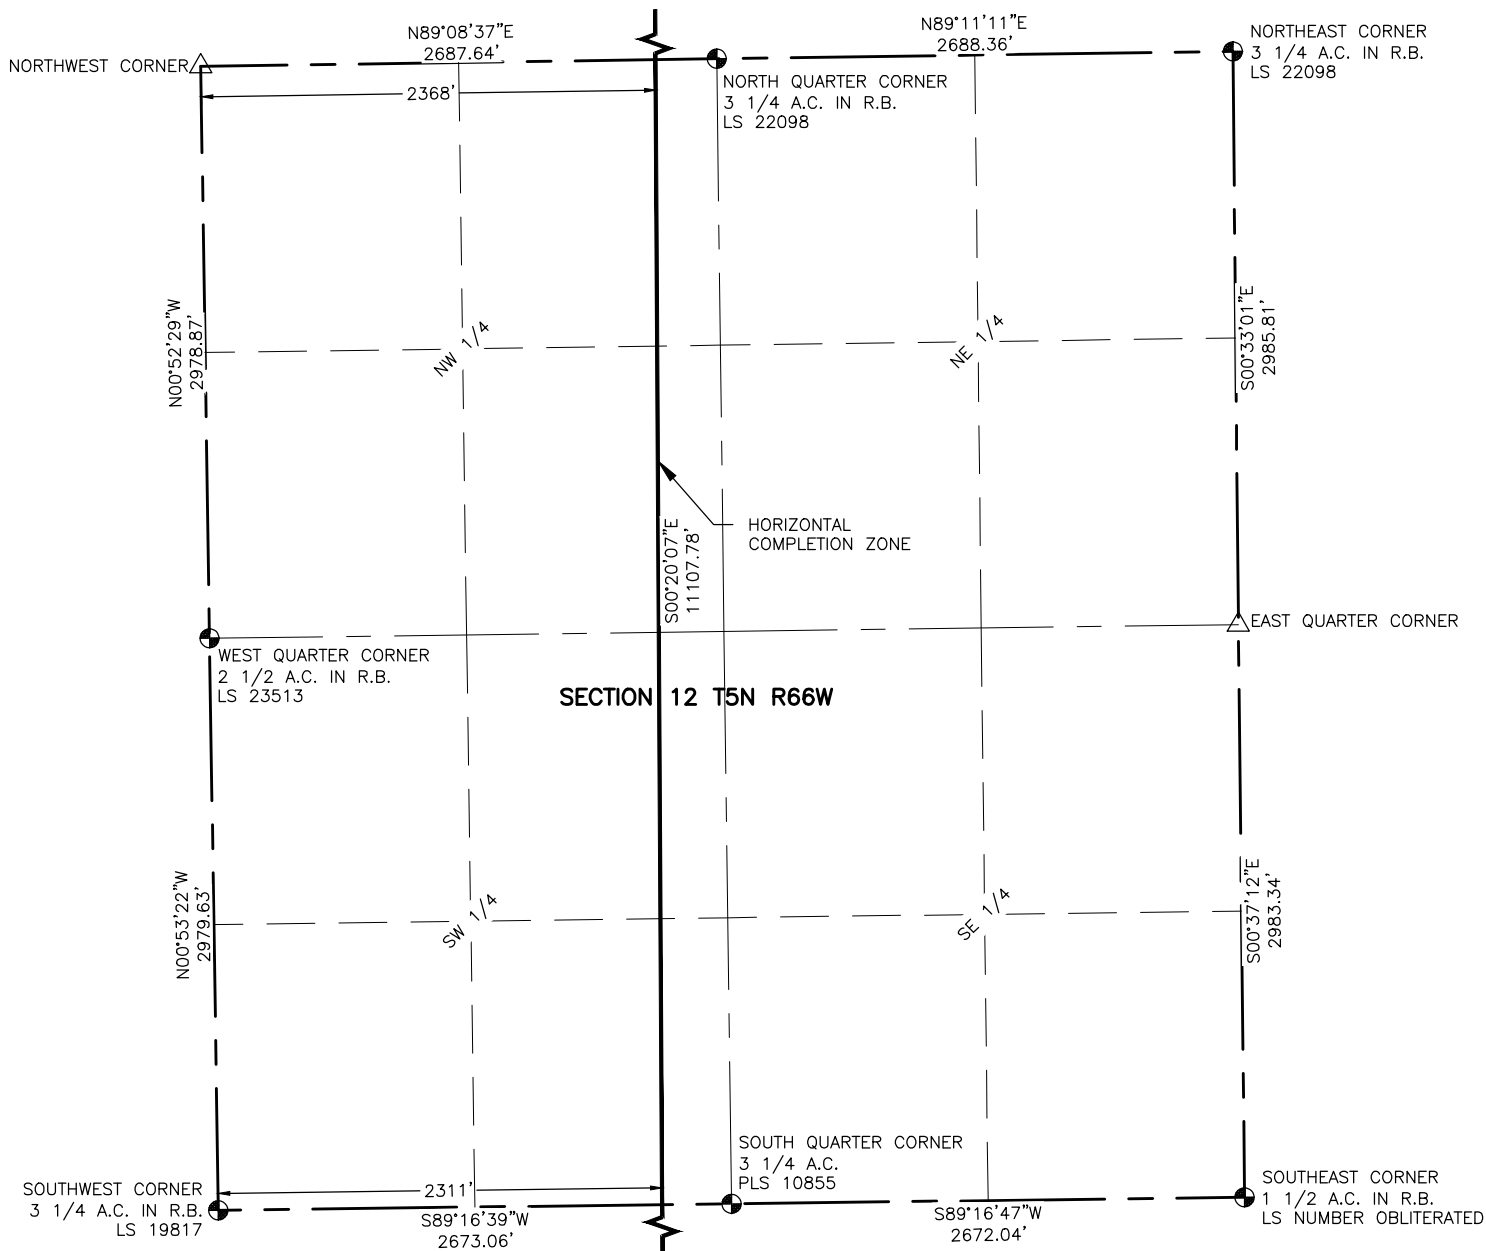 N89°08'37"E
2687.64'
N89°11'11"E
2688.36'
NORTHWEST CORNER
NORTHEAST CORNER
3 1/4 A.C. IN R.B.
LS 22098
2368'
NORTH QUARTER CORNER
3 1/4 A.C. IN R.B.
LS 22098
N00°52'29"W
2978.87'
NW 1/4
NE 1/4
S00°33'01"E
2985.81'
HORIZONTAL
COMPLETION ZONE
S00°20'07"E
11107.78'
EAST QUARTER CORNER
WEST QUARTER CORNER
2 1/2 A.C. IN R.B.
LS 23513
SECTION 12 T5N R66W
N00°53'22"W
2979.63'
SW 1/4
SE 1/4
S00°37'12"E
2983.34'
SOUTH QUARTER CORNER
3 1/4 A.C.
PLS 10855
SOUTHWEST CORNER
3 1/4 A.C. IN R.B.
LS 19817
2311'
SOUTHEAST CORNER
1 1/2 A.C. IN R.B.
LS NUMBER OBLITERATED
S89°16'39"W
2673.06'
S89°16'47"W
2672.04'